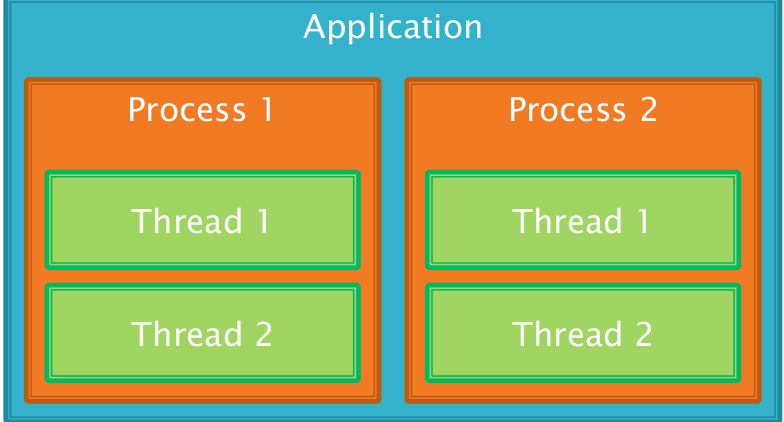 Application
Process 1
Thread 1
Thread 2
Process 2
Thread 1
Thread 2